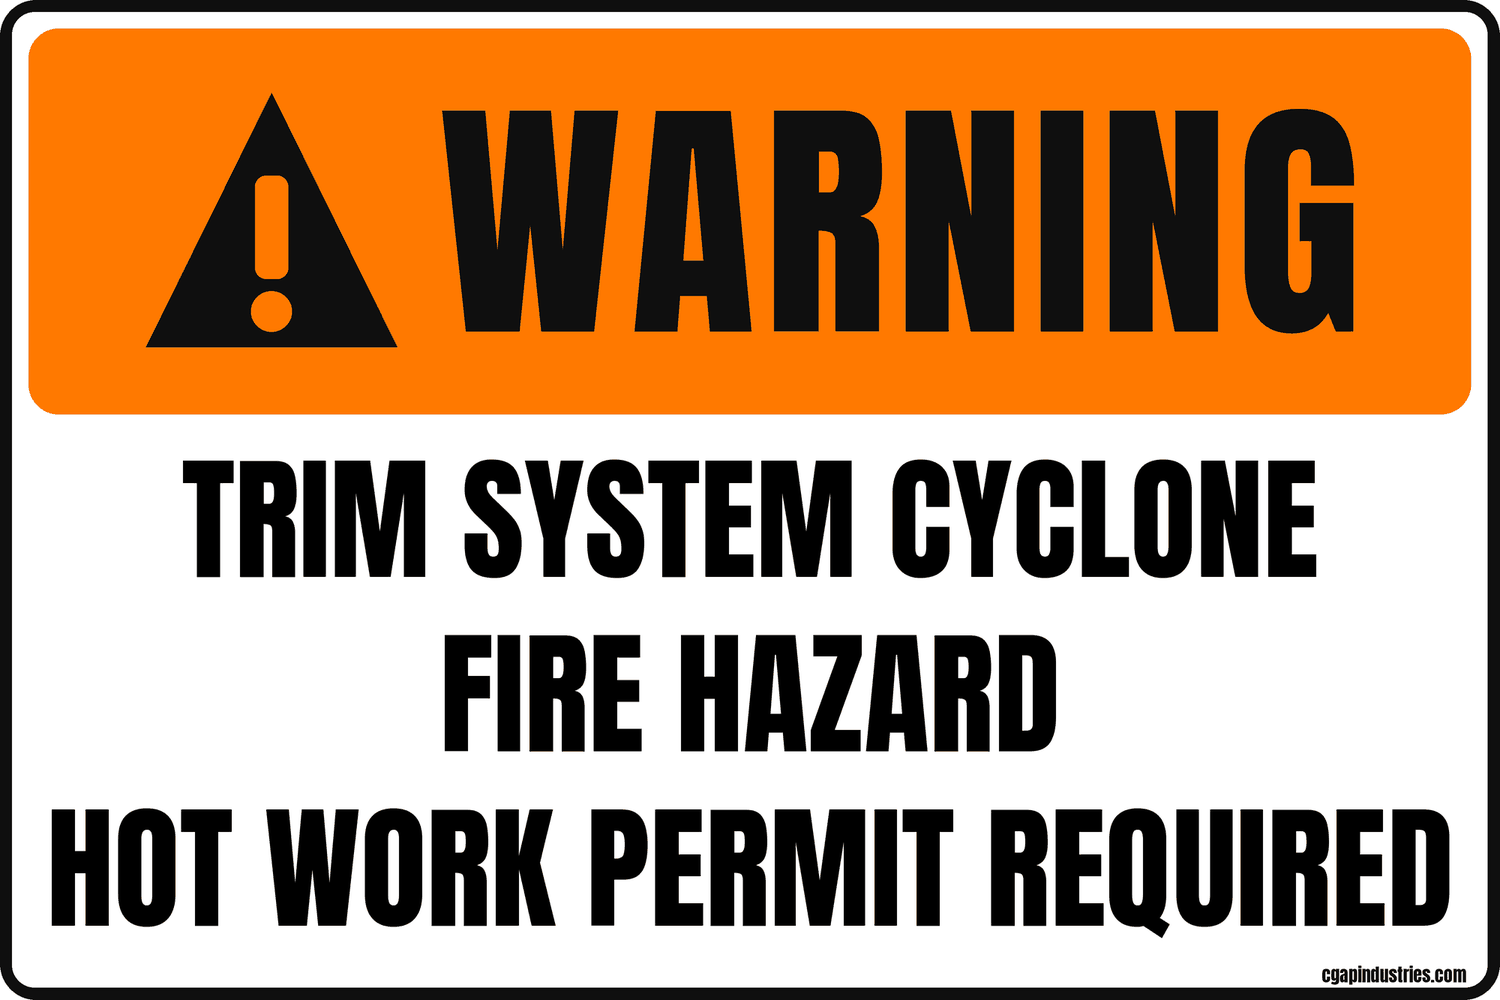 WARNING
TRIM SYSTEM CYCLONE
FIRE HAZARD
HOT WORK PERMIT REQUIRED
cgapindustries.com